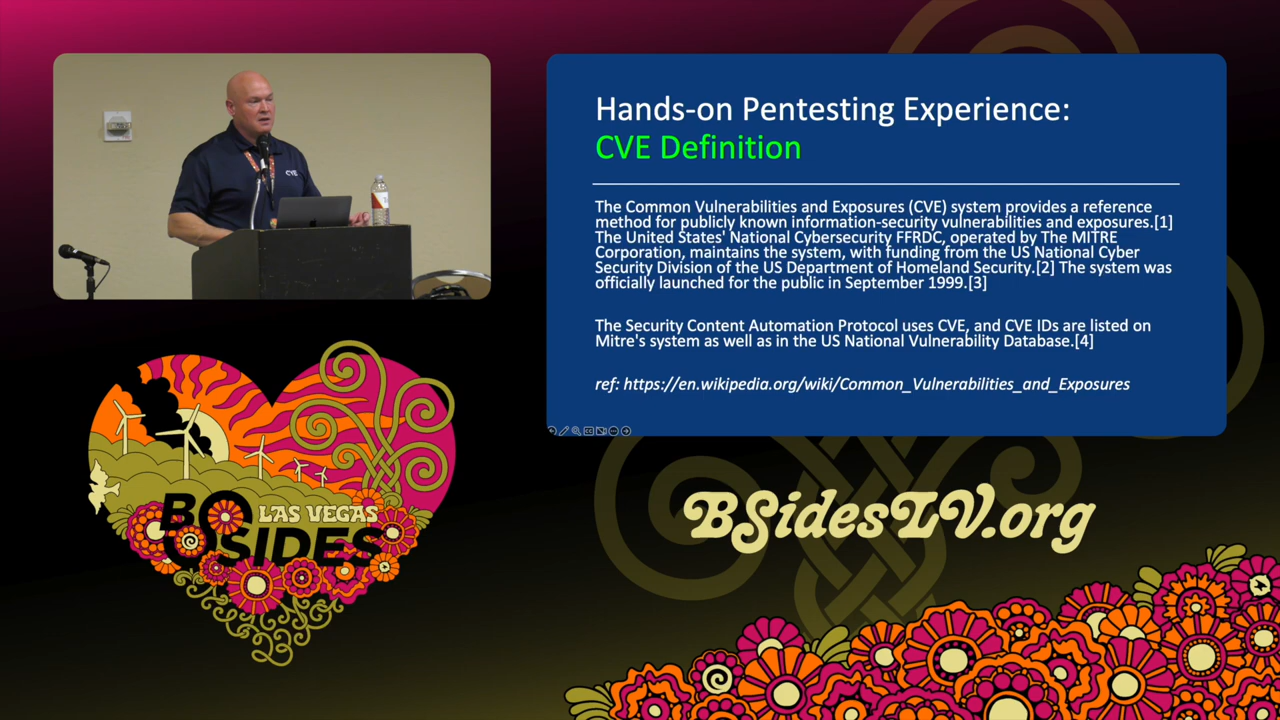 CVE
Hands-on Pentesting Experience:
CVE Definition
The Common Vulnerabilities and Exposures (CVE) system provides a reference
method for publicly known information-security vulnerabilities and exposures.[1]
The United States' National Cybersecurity FFRDC, operated by The MITRE
Corporation, maintains the system, with funding from the US National Cyber
Security Division of the US Department of Homeland Security.[2] The system was
officially launched for the public in September 1999.[3]
The Security Content Automation Protocol uses CVE, and CVE IDs are listed on
Mitre's system as well as in the US National Vulnerability Database.[4]
ref: https://en.wikipedia.org/wiki/Common_Vulnerabilities_and_Exposures
LAS VEGAS
BSIDES
23
BSidesLV.org